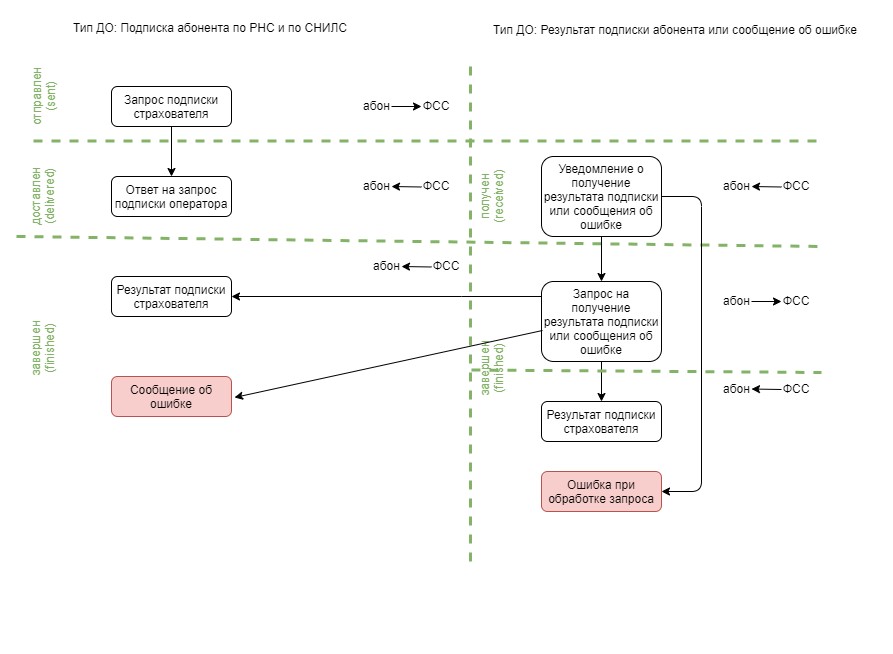 Тип ДО: Подписка абонента по РНС и по СНИЛС
Тип ДО: Результат подписки абонента или сообщение об ошибке
отправлен
(sent)
Запрос подписки
страхователя
абон
ФСС
доставлен
(delivered)
Ответ на запрос
подписки оператора
абон
ФСС
получен
(received)
Уведомление о
получение
результата подписки
или сообщения об
ошибке
абон
ФСС
завершен
(finished)
Результат подписки
страхователя
абон
ФСС
Запрос на
получение
результата подписки
или сообщения об
ошибке
абон
ФСС
Сообщение об
ошибке
завершен
(finished)
абон
ФСС
Результат подписки
страхователя
Ошибка при
обработке запроса